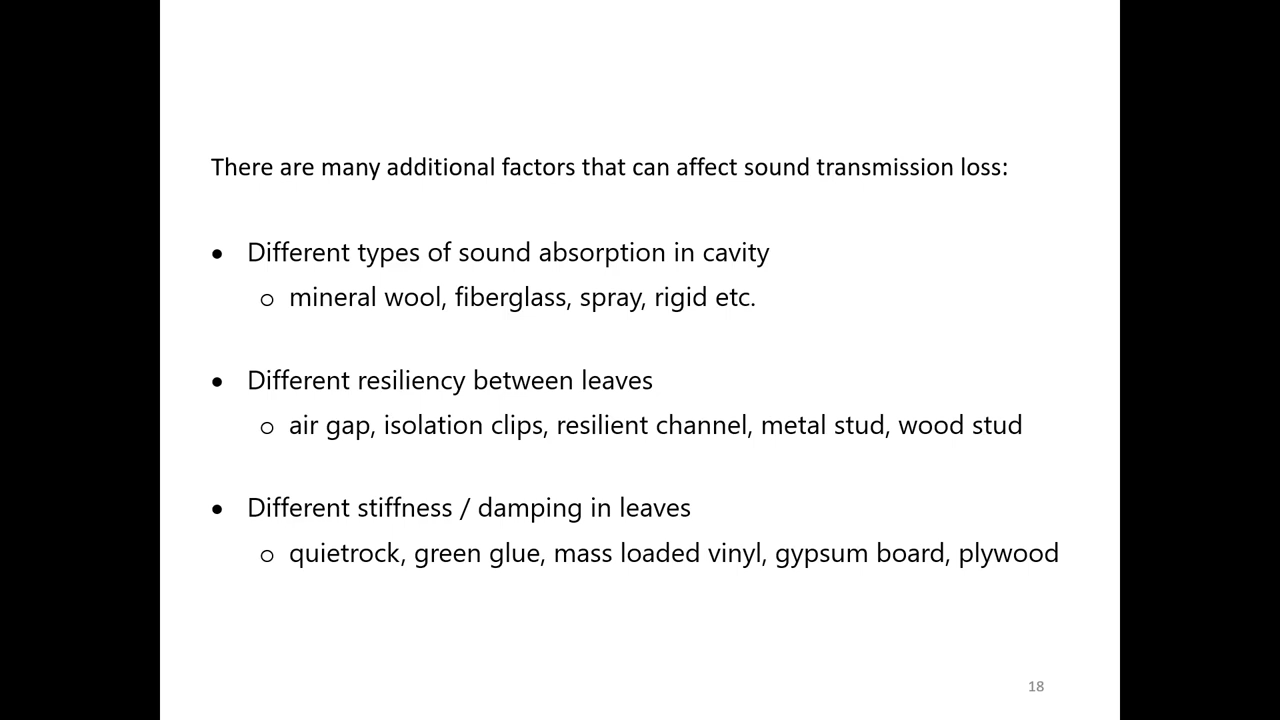 There are many additional factors that can affect sound transmission loss:
• Different types of sound absorption in cavity
o mineral wool, fiberglass, spray, rigid etc.
• Different resiliency between leaves
o air gap, isolation clips, resilient channel, metal stud, wood stud
• Different stiffness / damping in leaves
o quietrock, green glue, mass loaded vinyl, gypsum board, plywood
18